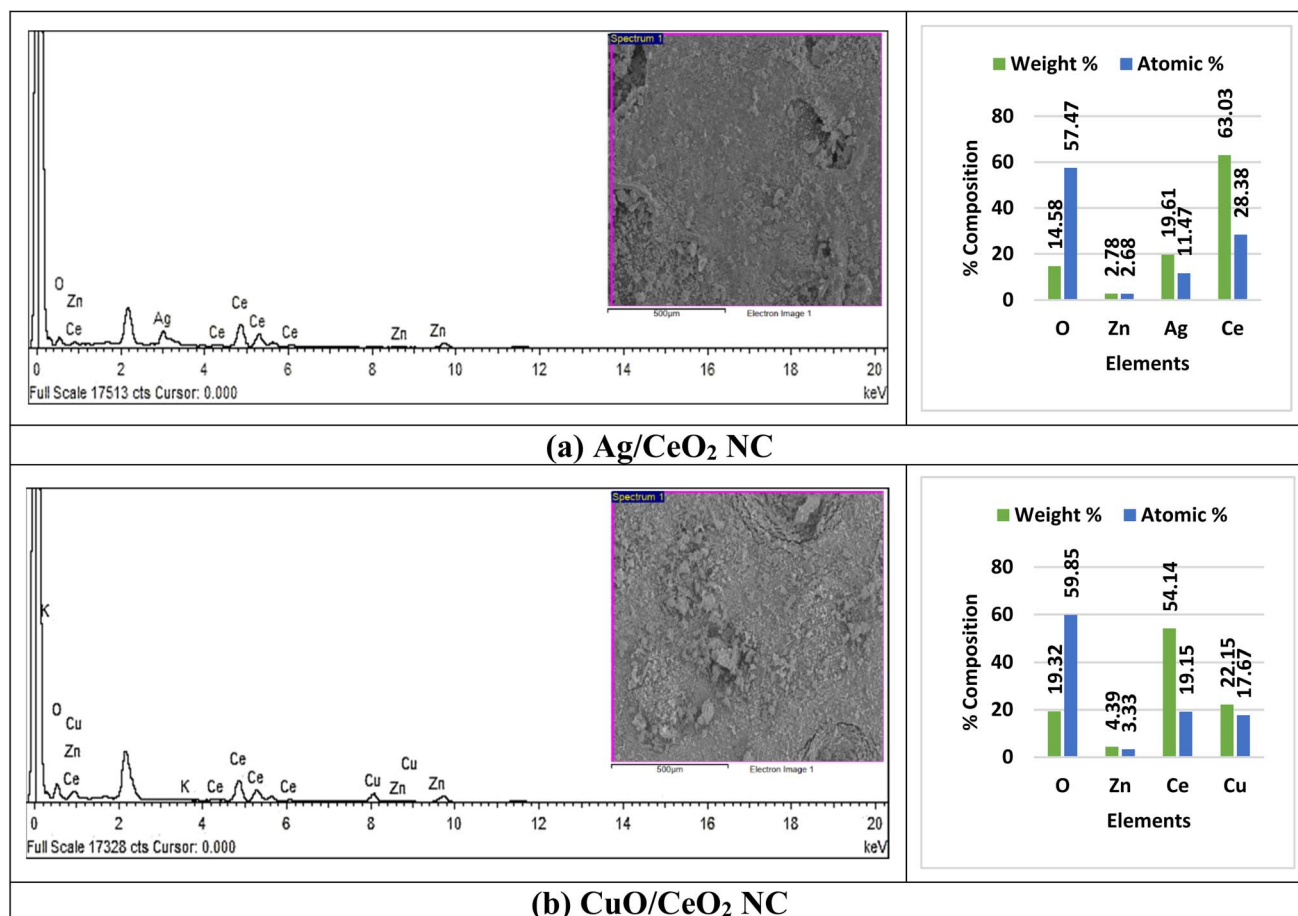 Spectrum 1
O
Zn
Ce
Ag
Ce
Ce
Ce
Ce
Zn
Zn
500µm
Electron Image 1
0 2 4 6 8 10 12 14 16 18 20
Full Scale 17513 cts Cursor: 0.000
keV
Weight % Atomic %
% Composition
80
60
40
20
0
14.58
57.47
2.78
2.68
19.61
11.47
63.03
28.38
O Zn Ag Ce
Elements
(a) Ag/CeO₂ NC
Spectrum 1
K
O
Cu
Zn
Ce
K
Ce
Ce
Ce
Ce
Cu
Cu
Zn
Zn
500µm
Electron Image 1
0 2 4 6 8 10 12 14 16 18 20
Full Scale 17328 cts Cursor: 0.000
keV
Weight % Atomic %
% Composition
80
60
40
20
0
19.32
59.85
4.39
3.33
54.14
19.15
22.15
17.67
O Zn Ce Cu
Elements
(b) CuO/CeO₂ NC